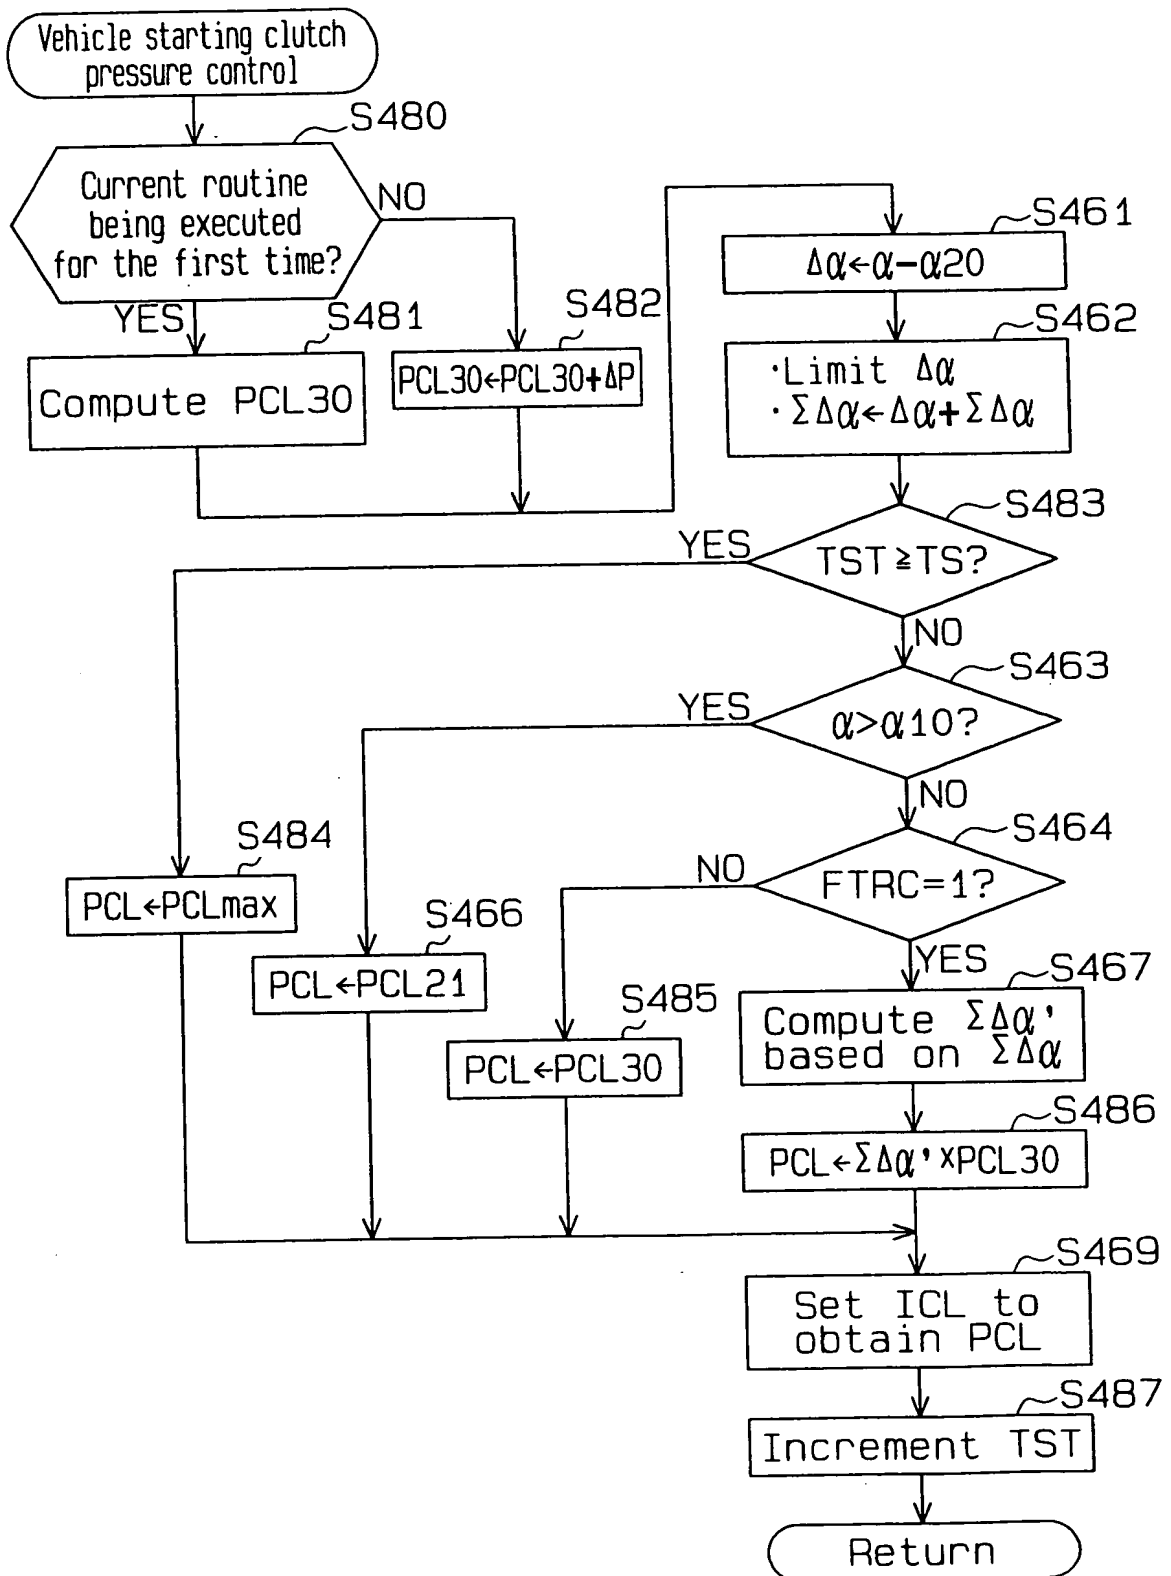 Vehicle starting clutch
pressure control
S480
Current routine
being executed
for the first time?
NO
YES
S481
Compute PCL30
S482
PCL30←PCL30+ΔP
S461
Δα←α-α20
S462
·Limit Δα
·ΣΔα←Δα+ΣΔα
S483
TST≧TS?
YES
NO
S463
α>α10?
YES
NO
S464
FTRC=1?
NO
YES
S484
PCL←PCLmax
S466
PCL←PCL21
S485
PCL←PCL30
S467
Compute ΣΔα'
based on ΣΔα
S486
PCL←ΣΔα'×PCL30
S469
Set ICL to
obtain PCL
S487
Increment TST
Return